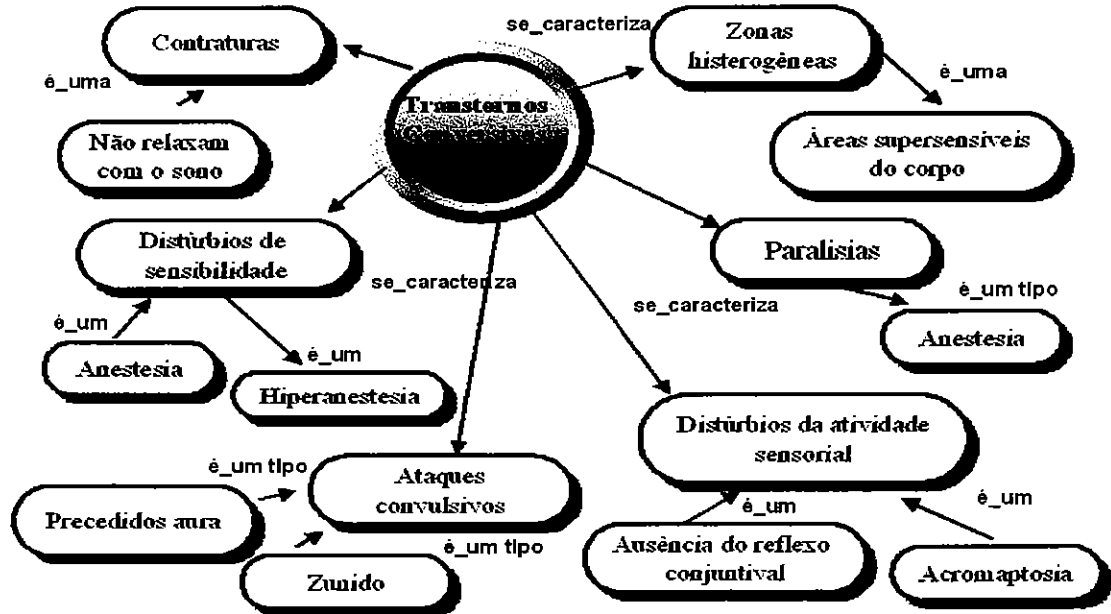 Contraturas
se_caracteriza
Zonas
histerogêneas
é_uma
é_uma
Transtornos
Conversivos
Não relaxam
com o sono
Áreas supersensíveis
do corpo
Distúrbios de
sensibilidade
Paralisias
se_caracteriza
se_caracteriza
é_um tipo
é_um
Anestesia
Anestesia
é_um
Hiperanestesia
Distúrbios da atividade
sensorial
é_um tipo
Ataques
convulsivos
Precedidos aura
é_um
é_um
é_um tipo
Ausência do reflexo
conjuntival
Zunido
Acromaptosia